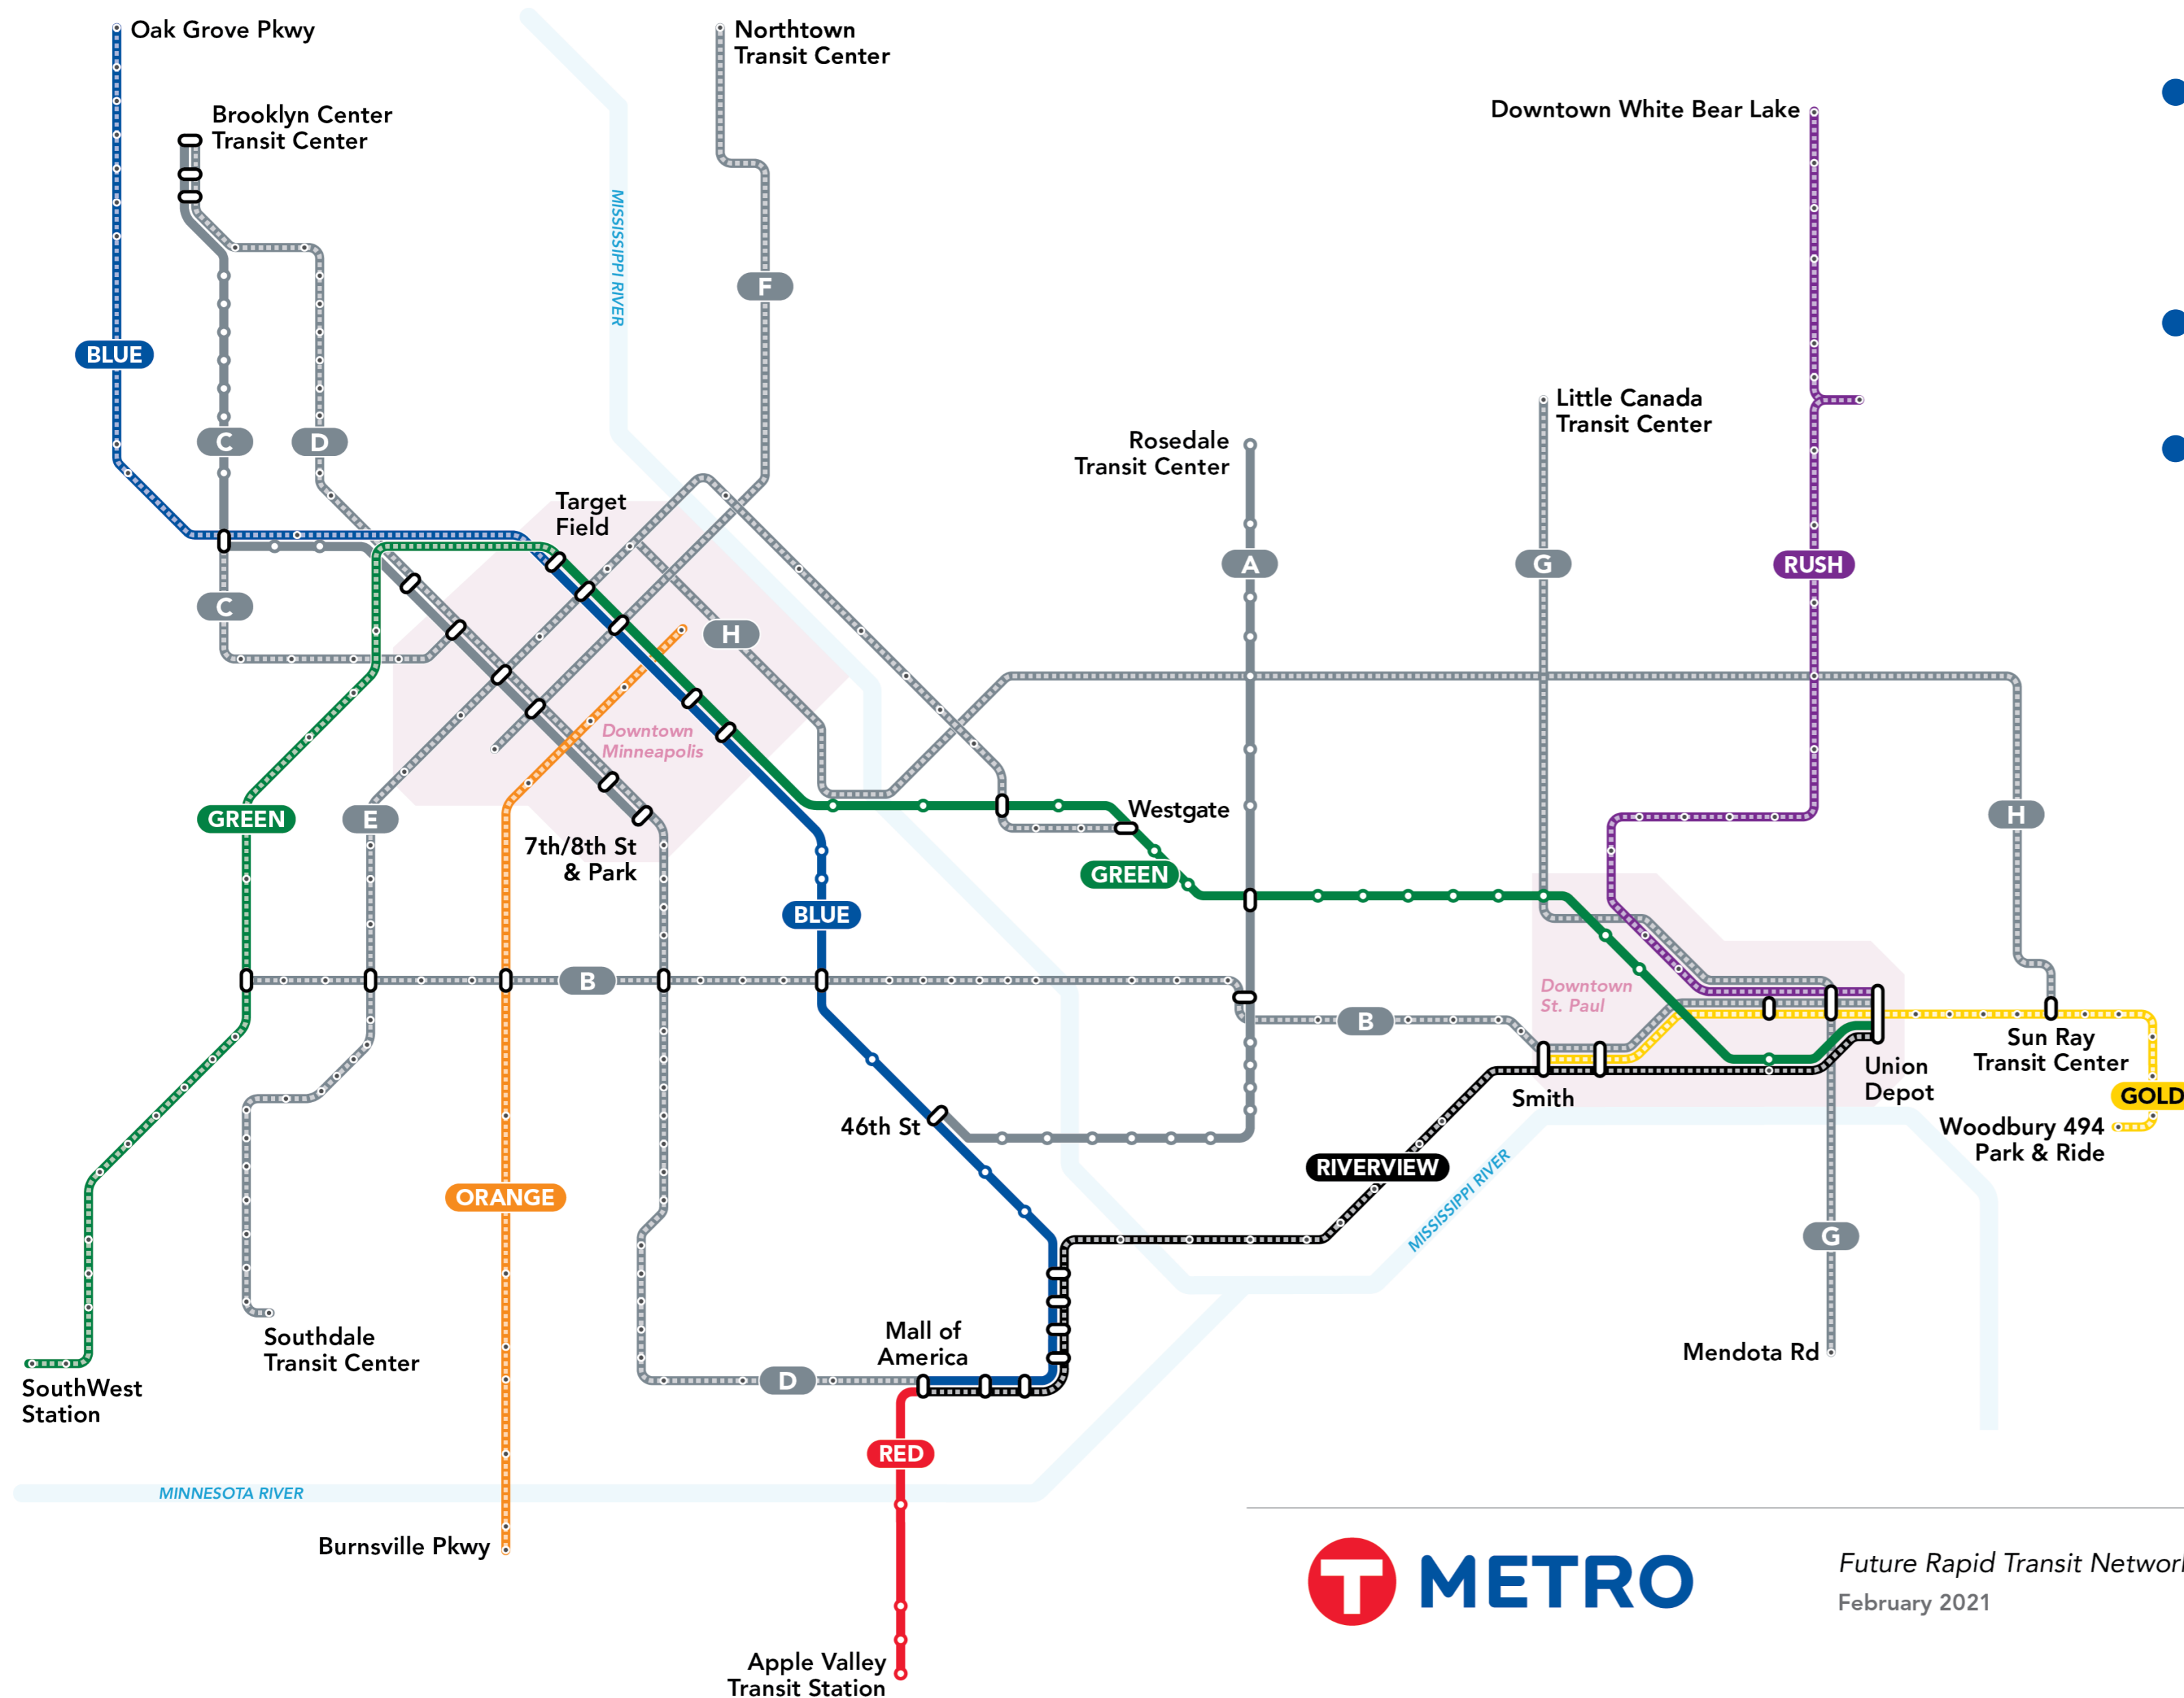 Oak Grove Pkwy
Northtown
Transit Center
Brooklyn Center
Transit Center
Downtown White Bear Lake
MISSISSIPPI RIVER
F
BLUE
Little Canada
Transit Center
C
D
Rosedale
Transit Center
Target
Field
A
G
RUSH
C
H
Downtown
Minneapolis
GREEN
E
Westgate
H
7th/8th St
& Park
GREEN
BLUE
B
Downtown
St. Paul
B
Sun Ray
Transit Center
Union
Depot
Smith
GOLD
46th St
Woodbury 494
Park & Ride
RIVERVIEW
MISSISSIPPI RIVER
ORANGE
G
Southdale
Transit Center
Mall of
America
Mendota Rd
D
SouthWest
Station
RED
MINNESOTA RIVER
Burnsville Pkwy
T METRO
Future Rapid Transit Network
February 2021
Apple Valley
Transit Station